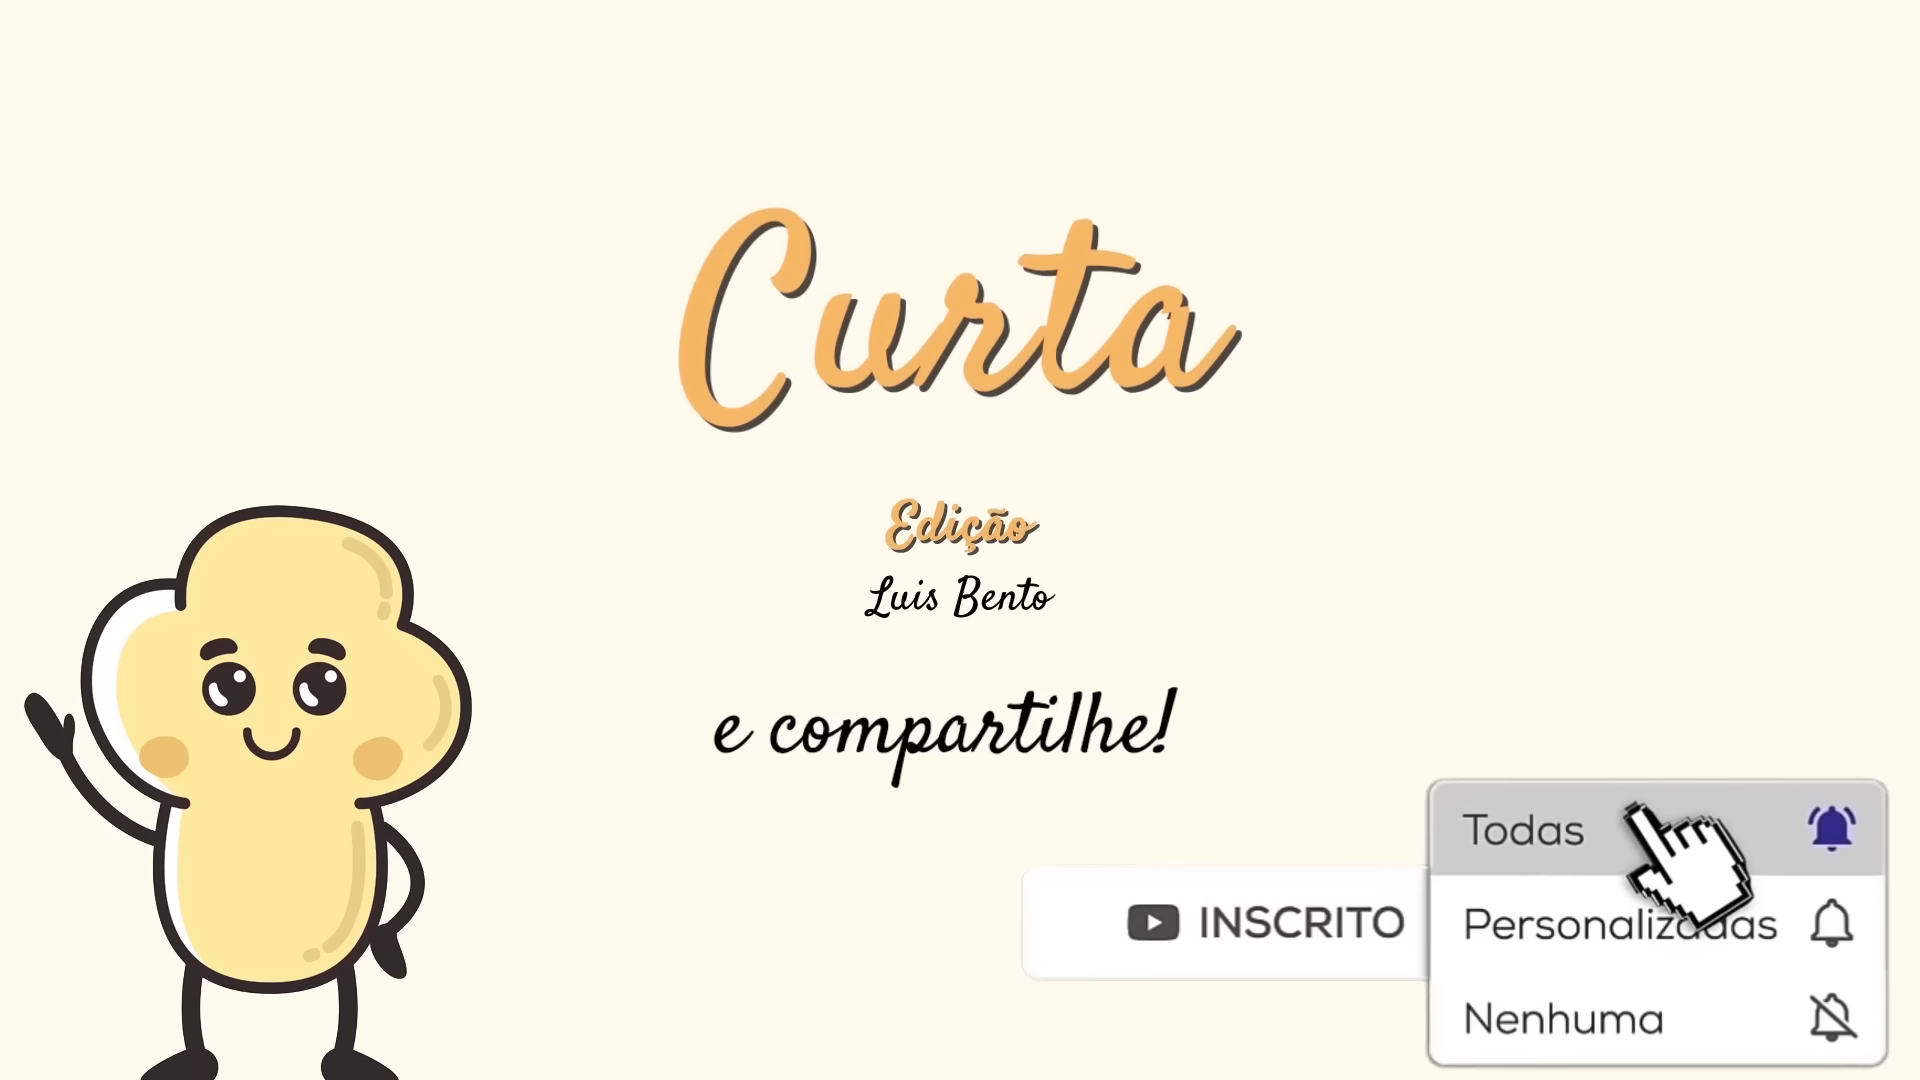 Curta
Edição
Luis Bento
e compartilhe!
Todas
INSCRITO
Personalizadas
Nenhuma